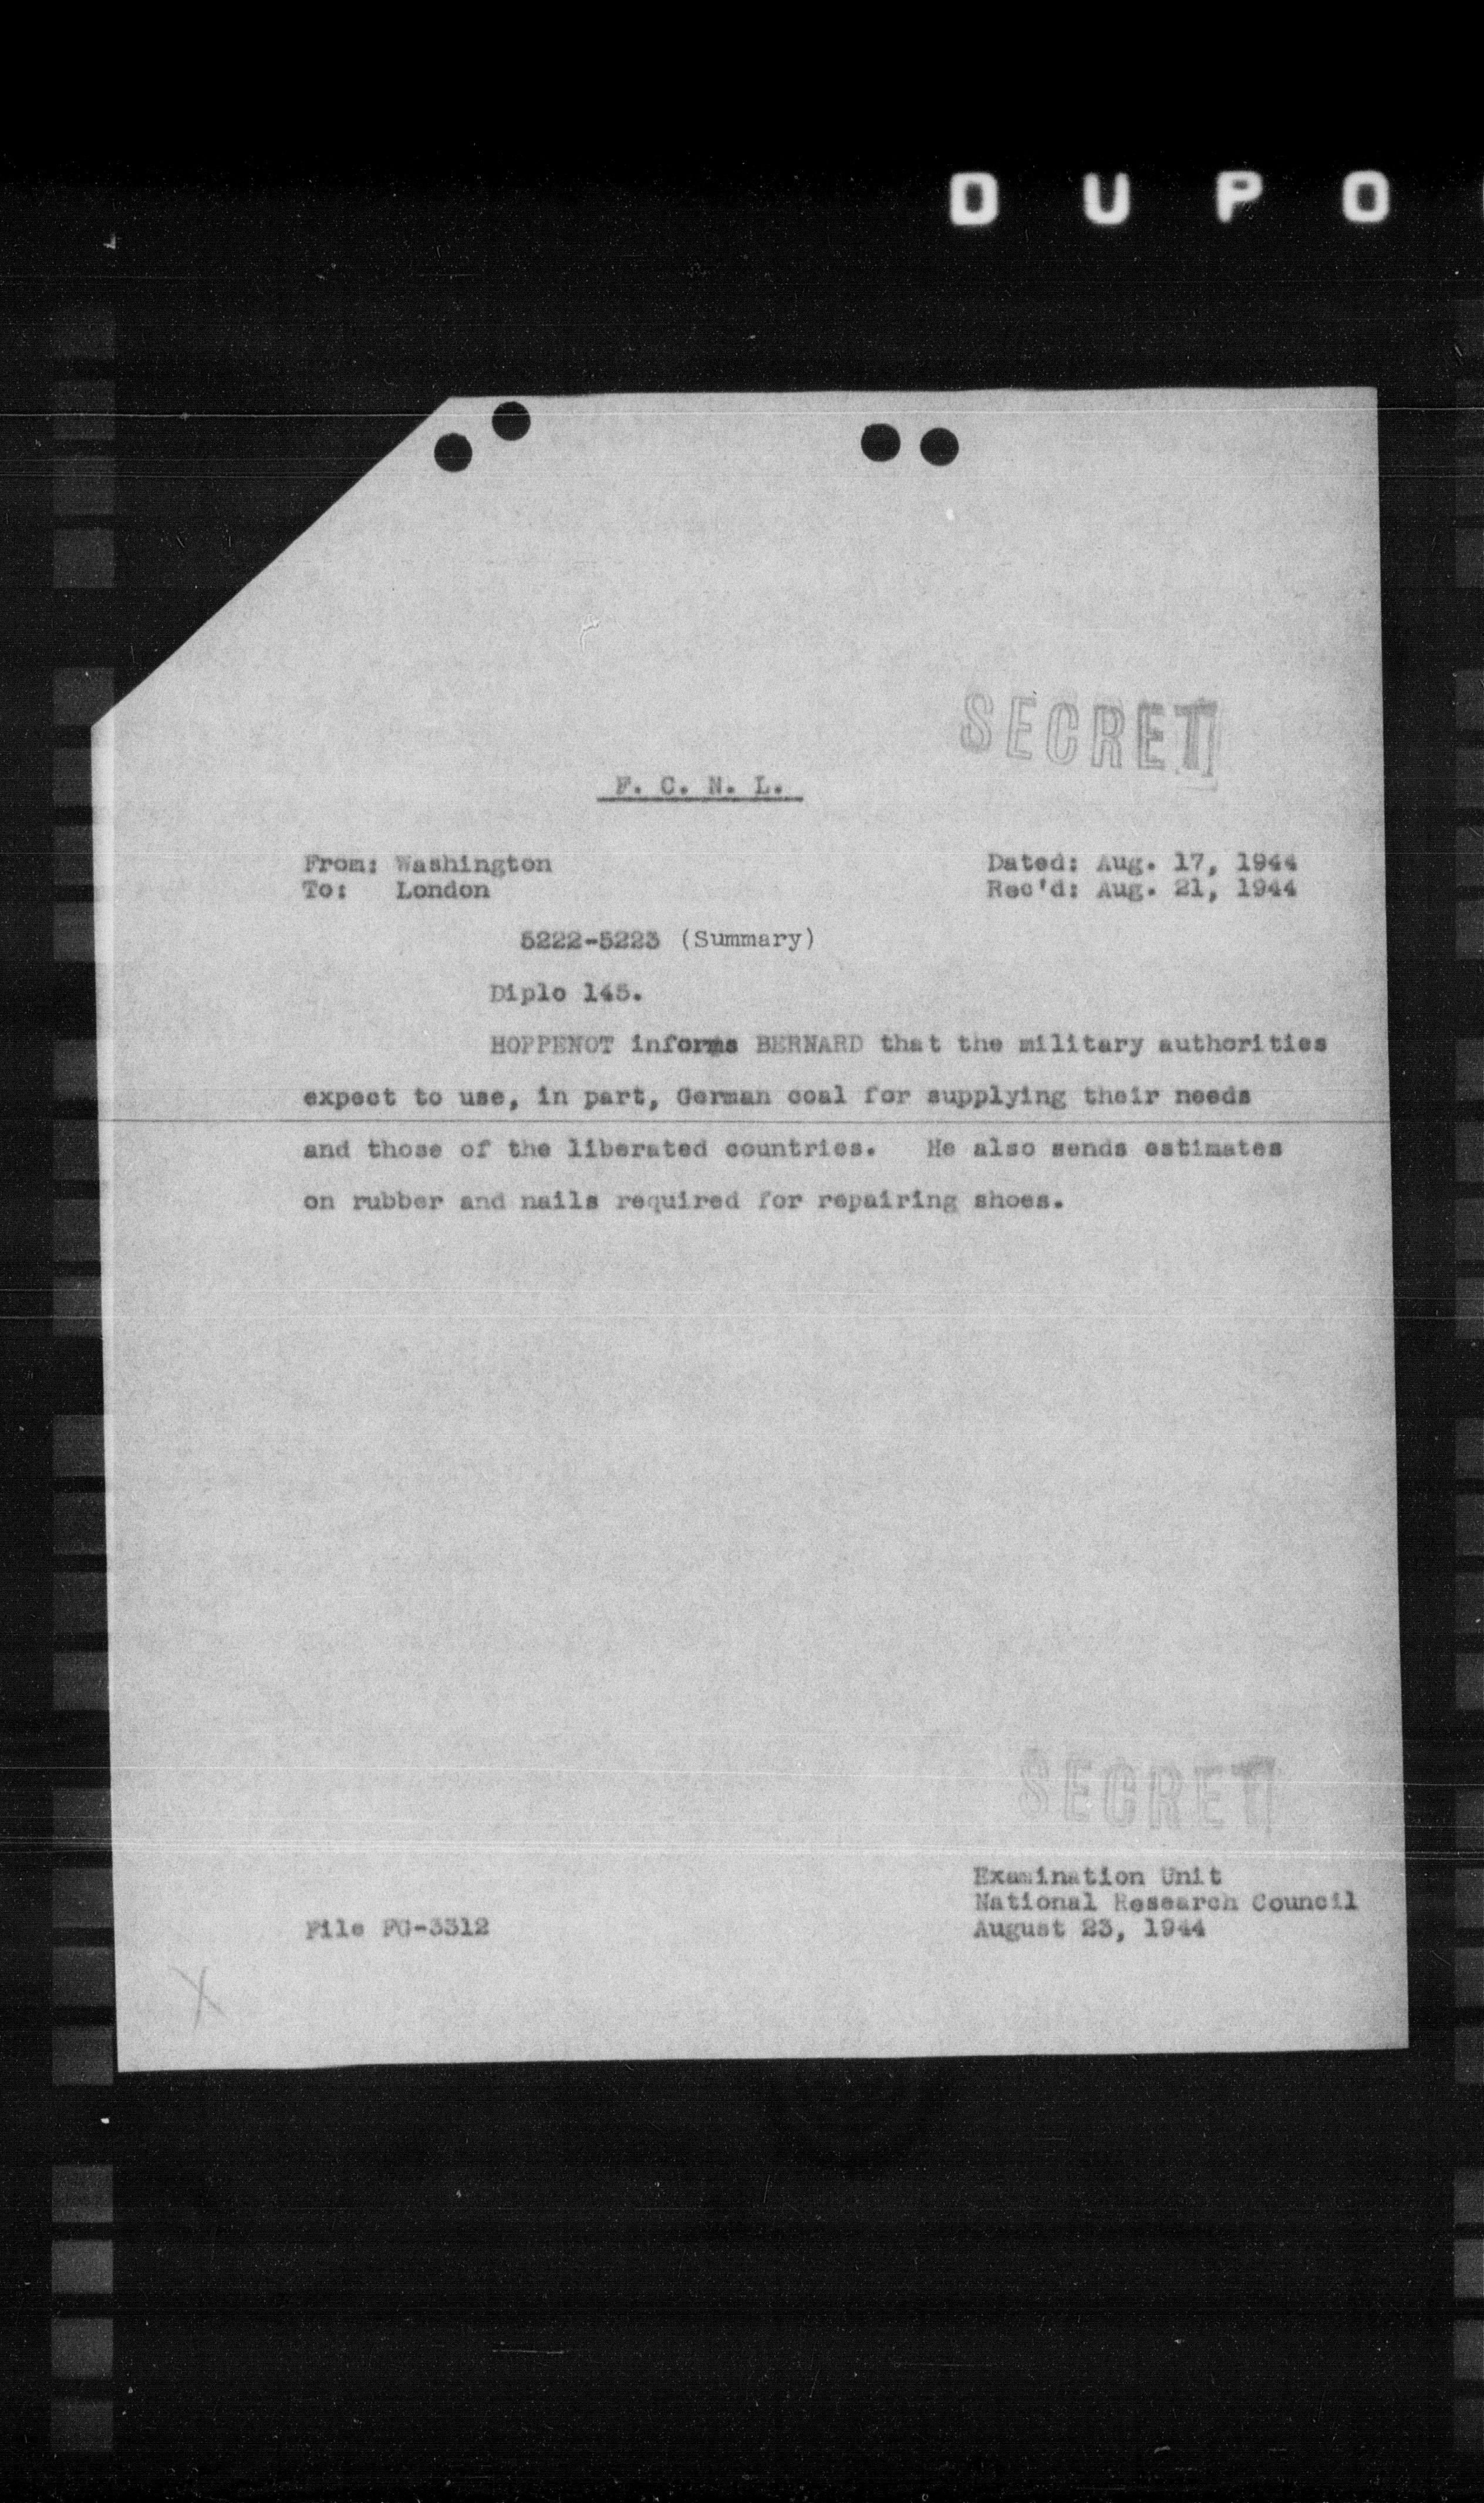 D U P O
SECRET
F. C. N. L.
From: Washington
To: London
Dated: Aug. 17, 1944
Rec'd: Aug. 21, 1944
5222-5223 (Summary)
Diplo 145.
HOPPENOT informs BERNARD that the military authorities
expect to use, in part, German coal for supplying their needs
and those of the liberated countries. He also sends estimates
on rubber and nails required for repairing shoes.
SECRET
Examination Unit
National Research Council
August 23, 1944
File FG-3312
X